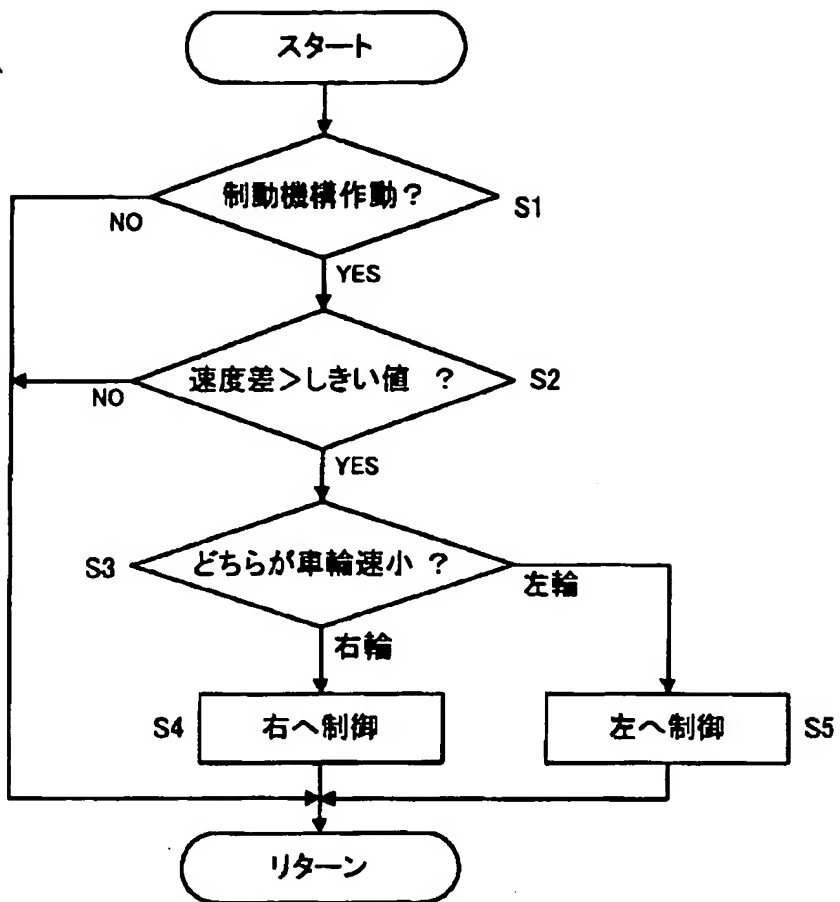 スタート
制動機構作動？
S1
NO
YES
速度差＞しきい値 ？
S2
NO
YES
S3
どちらが車輪速小 ？
左輪
右輪
S4
右へ制御
左へ制御
S5
リターン